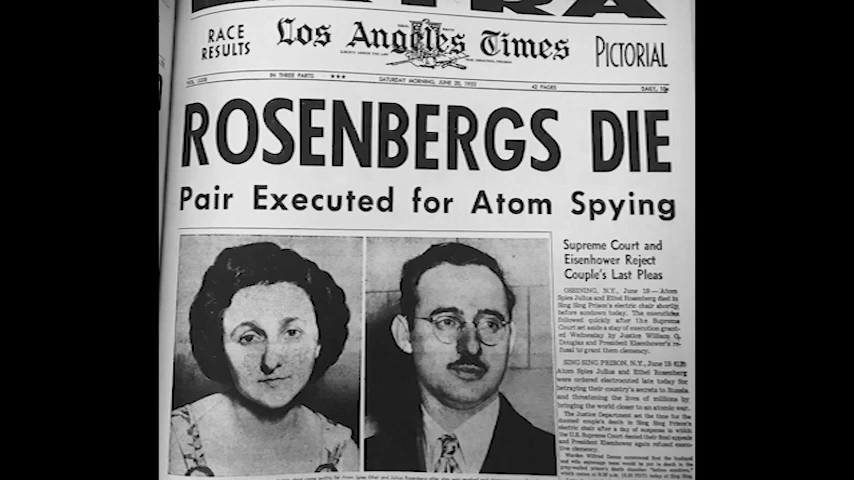 EXTRA
RACE
RESULTS
Los Angeles Times
PICTORIAL
IN THREE PARTS
SATURDAY MORNING, JUNE 20, 1953
42 PAGES
DAILY, 10¢
ROSENBERGS DIE
Pair Executed for Atom Spying
Supreme Court and
Eisenhower Reject
Couple's Last Pleas
OSSINING, N.Y., June 19—Atom
Spies Julius and Ethel Rosenberg died in
Sing Sing Prison's electric chair shortly
before sundown today. The executions
followed quickly after the Supreme
Court set aside a stay of execution grant-
ed Wednesday by Justice William O.
Douglas and President Eisenhower's re-
fusal to grant them clemency.
SING SING PRISON, N.Y., June 19
Atom Spies Julius and Ethel Rosenberg
were ordered electrocuted late today for
betraying their country's secrets to Russia
and threatening the lives of millions by
bringing the world closer to an atomic war.
The Justice Department set the time for
the doomed couple's death in Sing Sing Prison's
electric chair after a day of suspense in which
the U.S. Supreme Court denied their final appeals
and President Eisenhower again refused execu-
tive clemency.